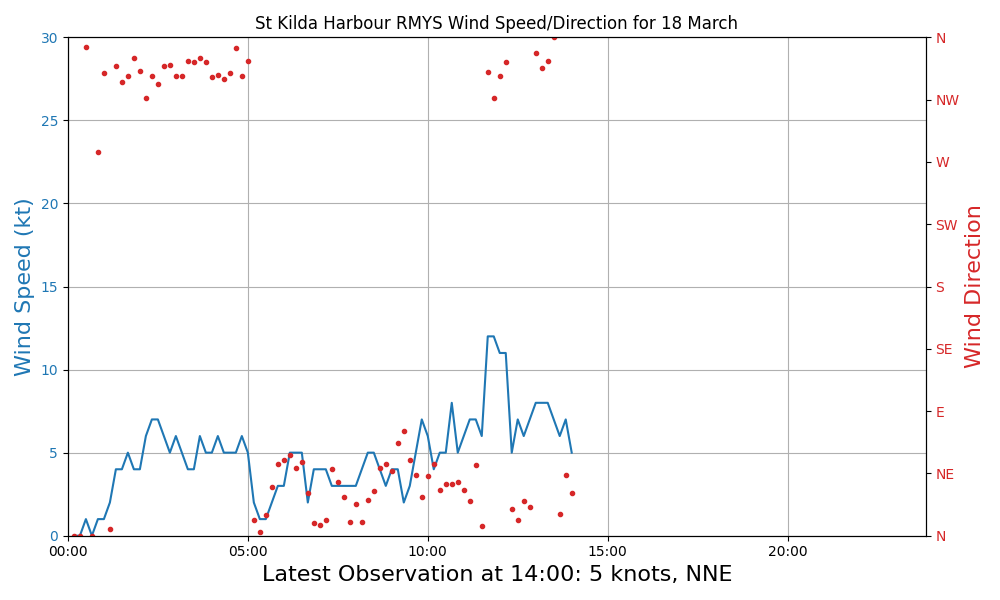 St Kilda Harbour RMYS Wind Speed/Direction for 18 March
30
25
20
15
10
5
0
Wind Speed (kt)
N
NW
W
SW
S
SE
E
NE
N
Wind Direction
00:00
05:00
10:00
15:00
20:00
Latest Observation at 14:00: 5 knots, NNE